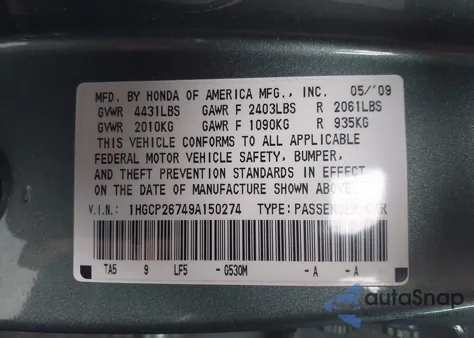 MFD. BY HONDA OF AMERICA MFG., INC. 05/'09
GVWR 4431LBS GAWR F 2403LBS R 2061LBS
GVWR 2010KG GAWR F 1090KG R 935KG
THIS VEHICLE CONFORMS TO ALL APPLICABLE
FEDERAL MOTOR VEHICLE SAFETY, BUMPER,
AND THEFT PREVENTION STANDARDS IN EFFECT
ON THE DATE OF MANUFACTURE SHOWN ABOVE.
V.I.N.: 1HGCP26749A150274 TYPE: PASSENGER CAR
TA5 9 LF5 -G530M -A -A
autoSnap